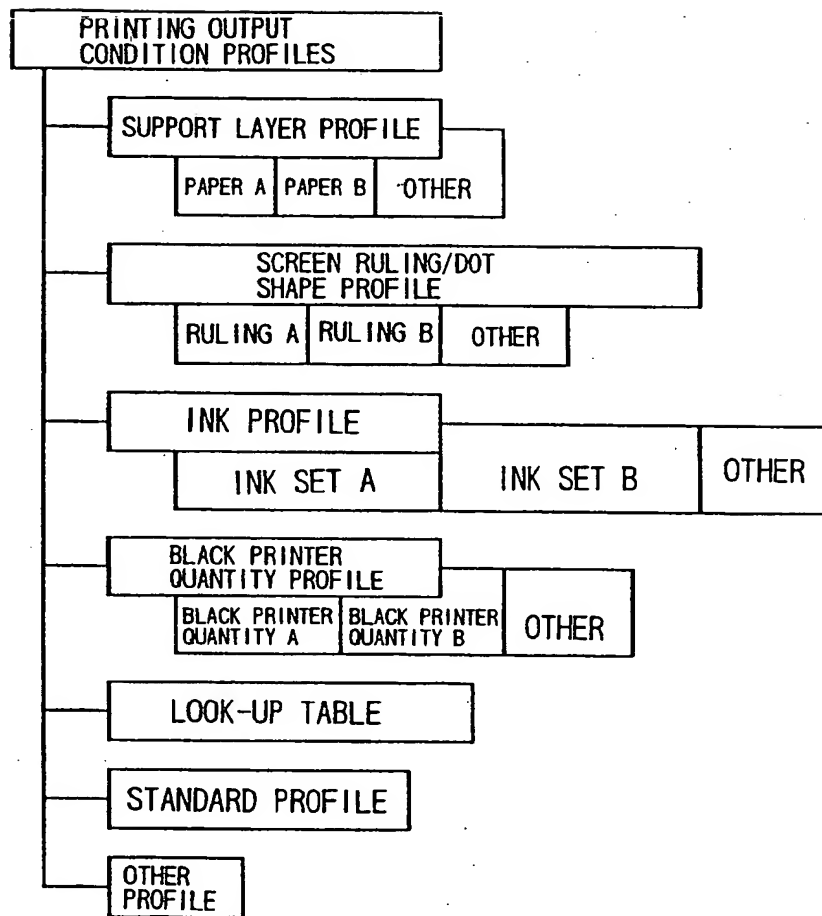 PRINTING OUTPUT
CONDITION PROFILES
SUPPORT LAYER PROFILE
PAPER A PAPER B OTHER
SCREEN RULING/DOT
SHAPE PROFILE
RULING A RULING B OTHER
INK PROFILE
INK SET A INK SET B OTHER
BLACK PRINTER
QUANTITY PROFILE
BLACK PRINTER
QUANTITY A
BLACK PRINTER
QUANTITY B
OTHER
LOOK-UP TABLE
STANDARD PROFILE
OTHER
PROFILE